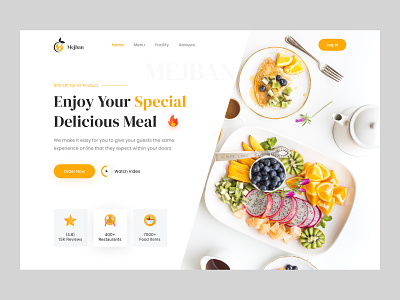 Mejban
Home Menu Facility Reviews
Log In
MEJBAN
60% Off For All Product
Enjoy Your Special
Delicious Meal
We make it easy for you to give your guests the same
experience online that they expect within your doors
Order Now
Watch Video
(4.8)
15K Reviews
400+
Restaurants
7000+
Food Items